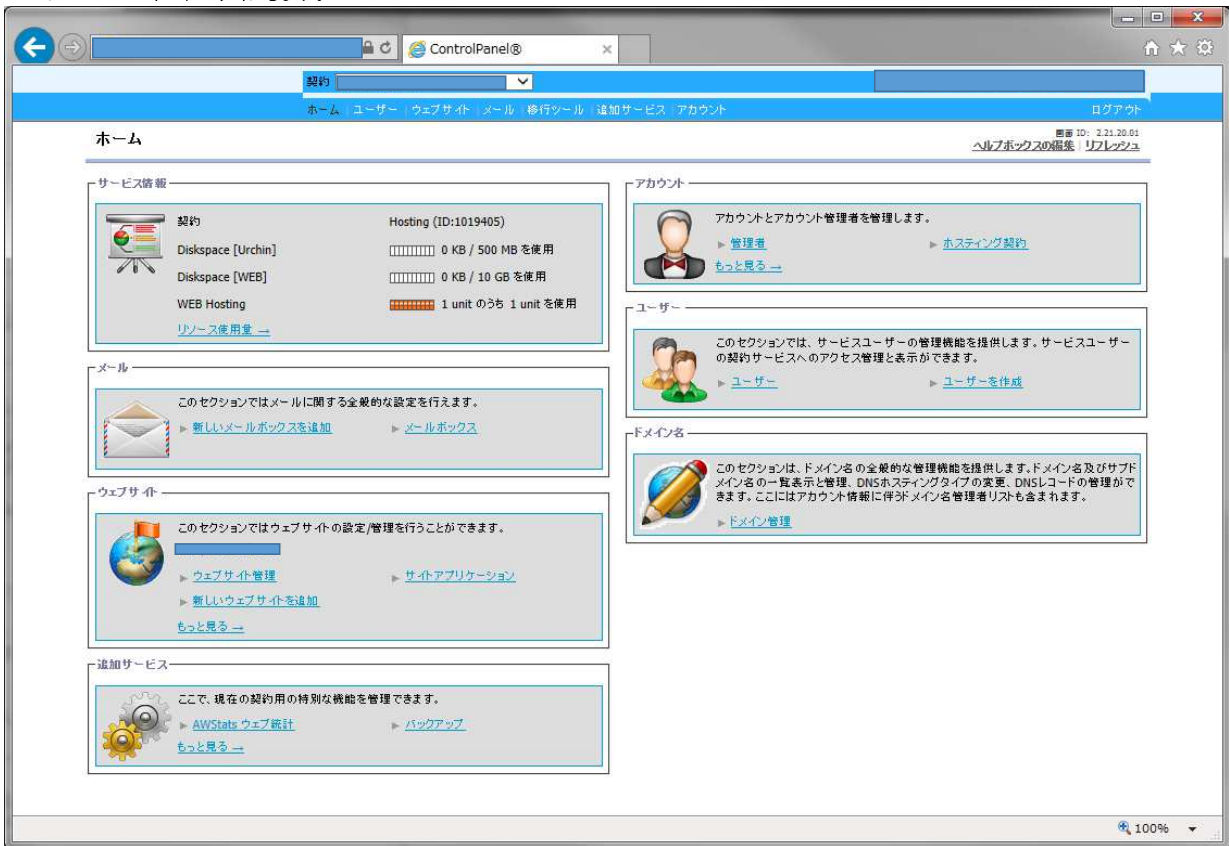 ControlPanel®
契約
ホーム | ユーザー | ウェブサイト | メール | 移行ツール | 追加サービス | アカウント
ログアウト
ホーム
画面 ID: 2.21.20.01
ヘルプボックスの編集 | リフレッシュ
サービス情報
契約 Hosting (ID:1019405)
Diskspace [Urchin] 0 KB / 500 MB を使用
Diskspace [WEB] 0 KB / 10 GB を使用
WEB Hosting 1 unit のうち 1 unit を使用
リソース使用量 →
メール
このセクションではメールに関する全般的な設定を行えます。
新しいメールボックスを追加 メールボックス
ウェブサイト
このセクションではウェブサイトの設定/管理を行うことができます。
ウェブサイト管理 サイトアプリケーション
新しいウェブサイトを追加
もっと見る →
追加サービス
ここで、現在の契約用の特別な機能を管理できます。
AWStats ウェブ統計 バックアップ
もっと見る →
アカウント
アカウントとアカウント管理者を管理します。
管理者 ホスティング契約
もっと見る →
ユーザー
このセクションでは、サービスユーザーの管理機能を提供します。サービスユーザー
の契約サービスへのアクセス管理と表示ができます。
ユーザー ユーザーを作成
ドメイン名
このセクションは、ドメイン名の全般的な管理機能を提供します。ドメイン名及びサブド
メイン名の一覧表示と管理、DNSホスティングタイプの変更、DNSレコードの管理がで
きます。ここにはアカウント情報に伴うドメイン名管理者リストも含まれます。
ドメイン管理
100%